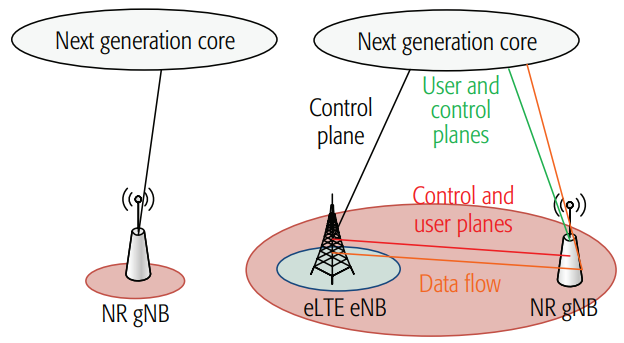 Next generation core
NR gNB
Next generation core
Control
plane
User and
control
planes
Control and
user planes
Data flow
eLTE eNB
NR gNB